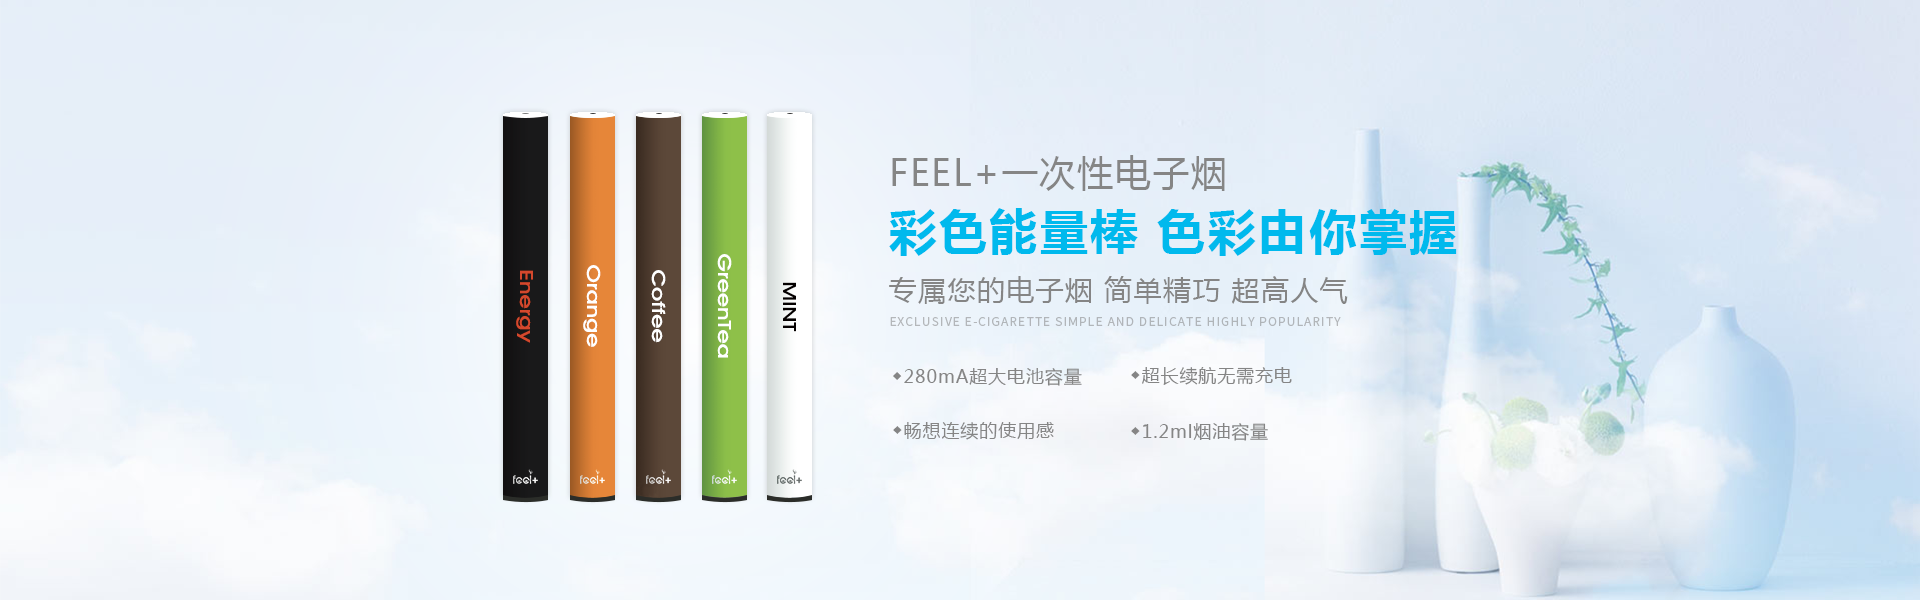 Energy
Orange
Coffee
GreenTea
MINT
feel+
feel+
feel+
feel+
feel+
FEEL+一次性电子烟
彩色能量棒 色彩由你掌握
专属您的电子烟 简单精巧 超高人气
EXCLUSIVE E-CIGARETTE SIMPLE AND DELICATE HIGHLY POPULARITY
◆280mA超大电池容量 ◆超长续航无需充电
◆畅想连续的使用感 ◆1.2ml烟油容量